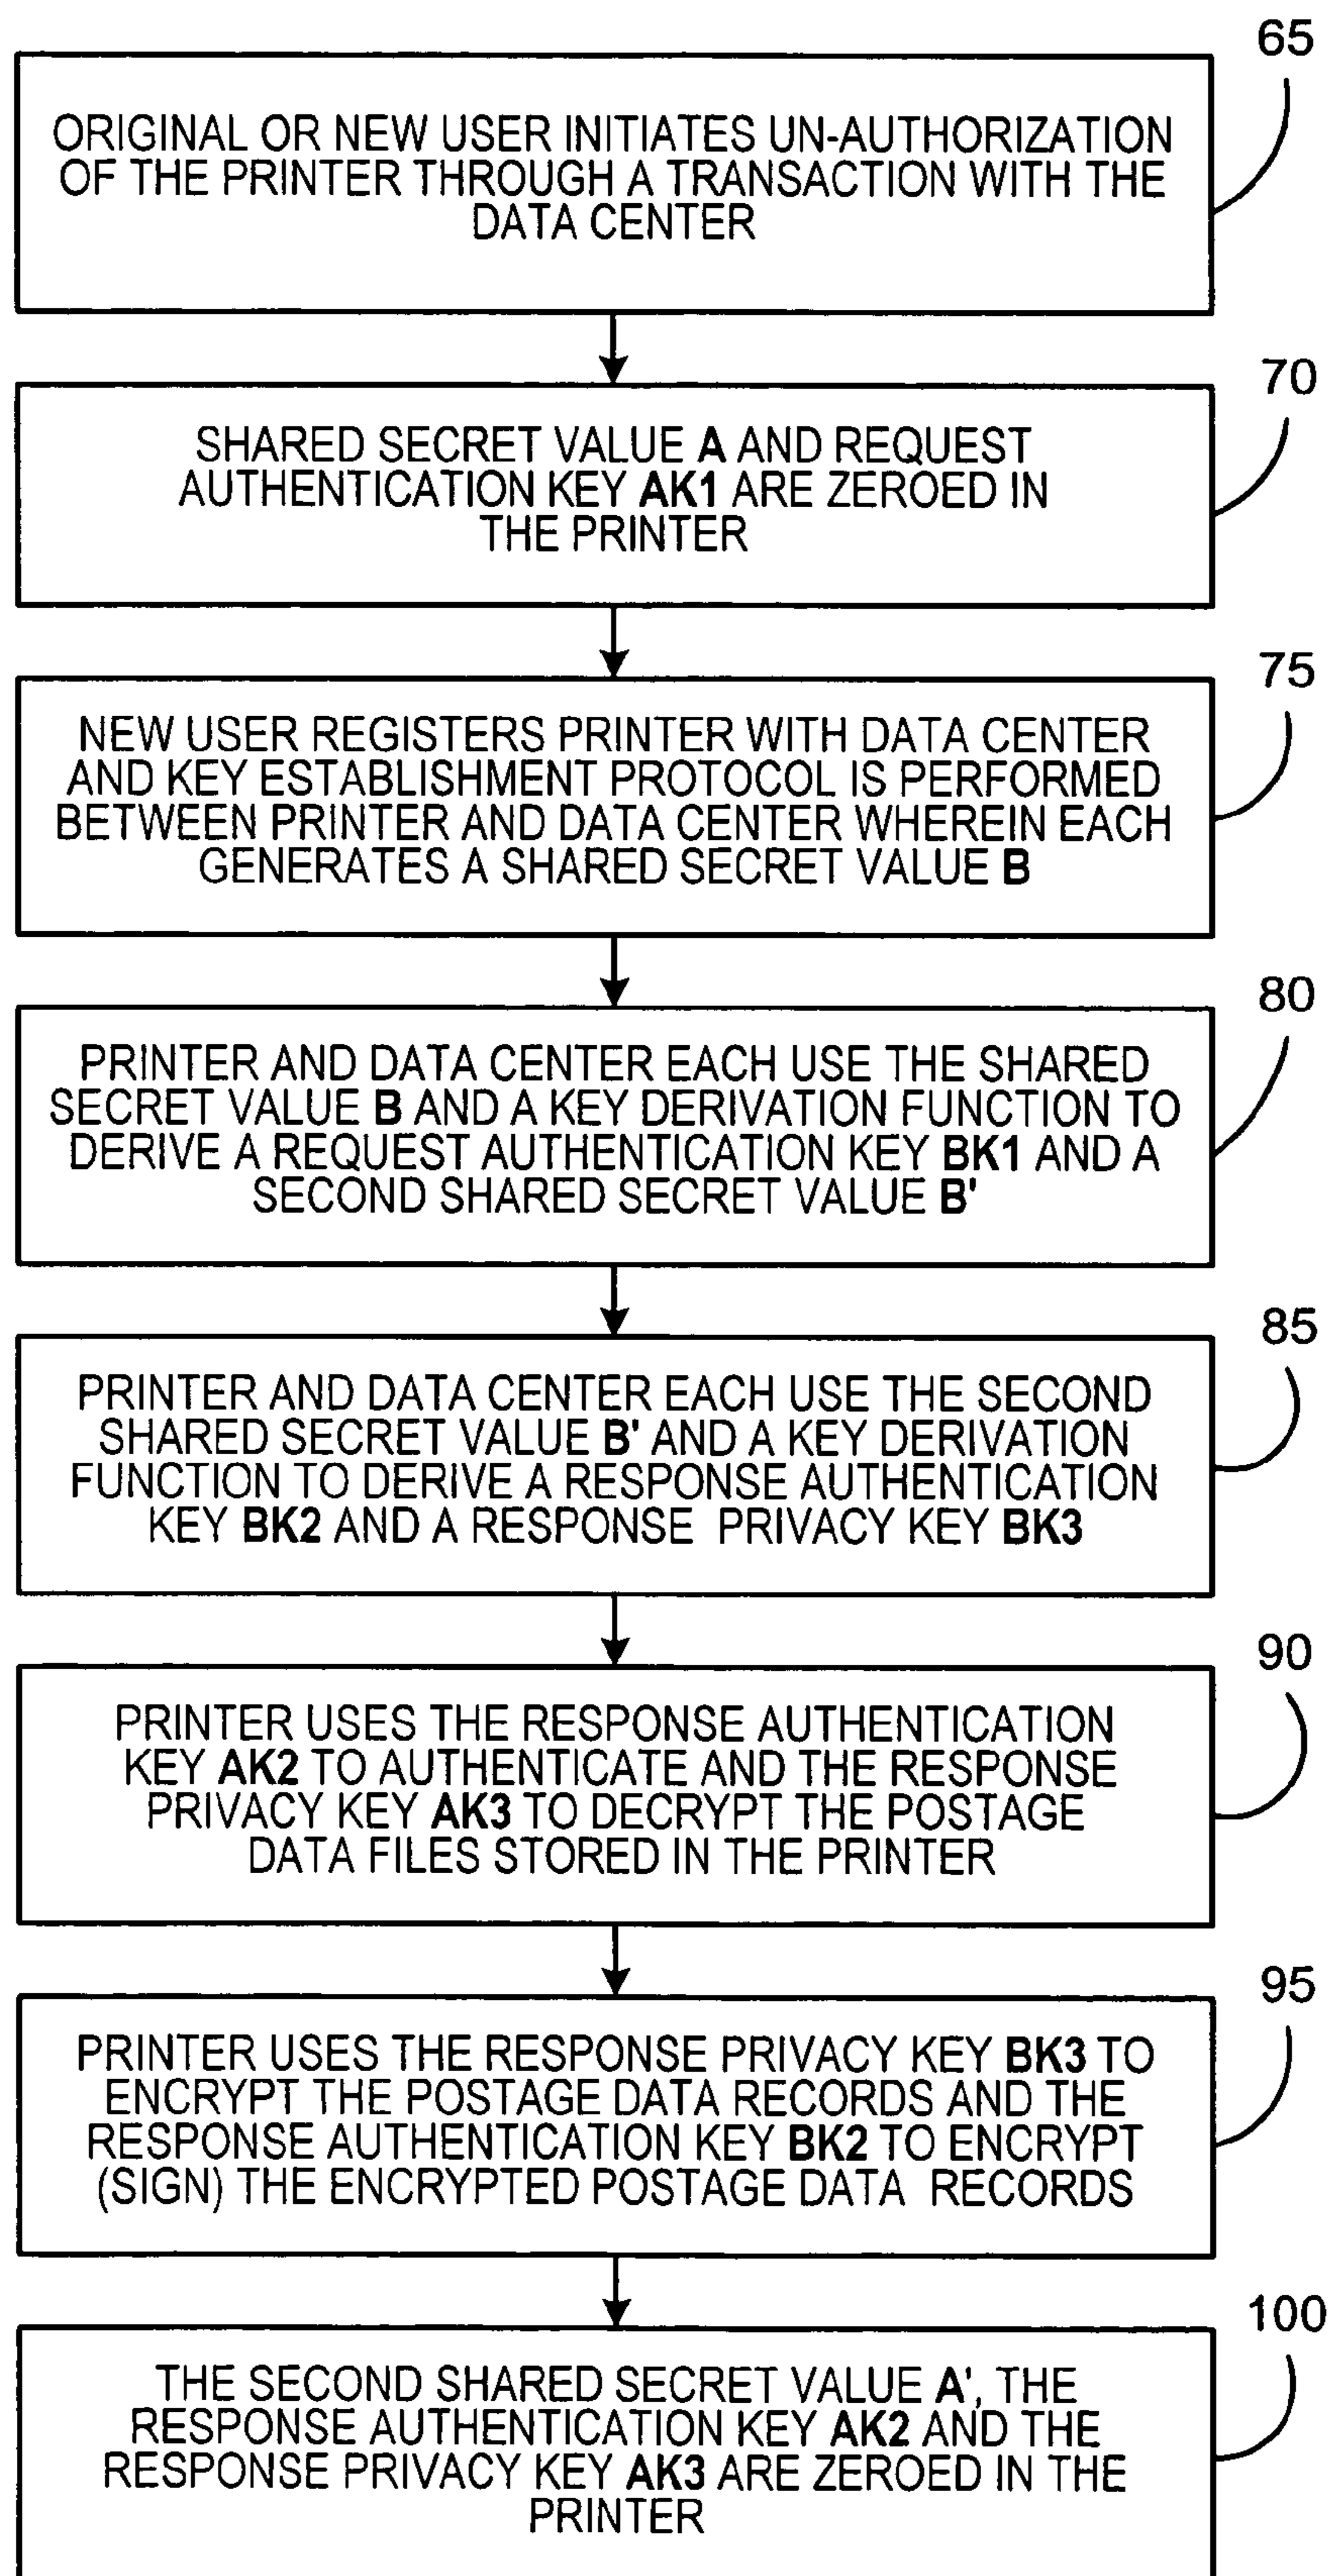 65
ORIGINAL OR NEW USER INITIATES UN-AUTHORIZATION
OF THE PRINTER THROUGH A TRANSACTION WITH THE
DATA CENTER
70
SHARED SECRET VALUE A AND REQUEST
AUTHENTICATION KEY AK1 ARE ZEROED IN
THE PRINTER
75
NEW USER REGISTERS PRINTER WITH DATA CENTER
AND KEY ESTABLISHMENT PROTOCOL IS PERFORMED
BETWEEN PRINTER AND DATA CENTER WHEREIN EACH
GENERATES A SHARED SECRET VALUE B
80
PRINTER AND DATA CENTER EACH USE THE SHARED
SECRET VALUE B AND A KEY DERIVATION FUNCTION TO
DERIVE A REQUEST AUTHENTICATION KEY BK1 AND A
SECOND SHARED SECRET VALUE B'
85
PRINTER AND DATA CENTER EACH USE THE SECOND
SHARED SECRET VALUE B' AND A KEY DERIVATION
FUNCTION TO DERIVE A RESPONSE AUTHENTICATION
KEY BK2 AND A RESPONSE PRIVACY KEY BK3
90
PRINTER USES THE RESPONSE AUTHENTICATION
KEY AK2 TO AUTHENTICATE AND THE RESPONSE
PRIVACY KEY AK3 TO DECRYPT THE POSTAGE
DATA FILES STORED IN THE PRINTER
95
PRINTER USES THE RESPONSE PRIVACY KEY BK3 TO
ENCRYPT THE POSTAGE DATA RECORDS AND THE
RESPONSE AUTHENTICATION KEY BK2 TO ENCRYPT
(SIGN) THE ENCRYPTED POSTAGE DATA RECORDS
100
THE SECOND SHARED SECRET VALUE A', THE
RESPONSE AUTHENTICATION KEY AK2 AND THE
RESPONSE PRIVACY KEY AK3 ARE ZEROED IN THE
PRINTER